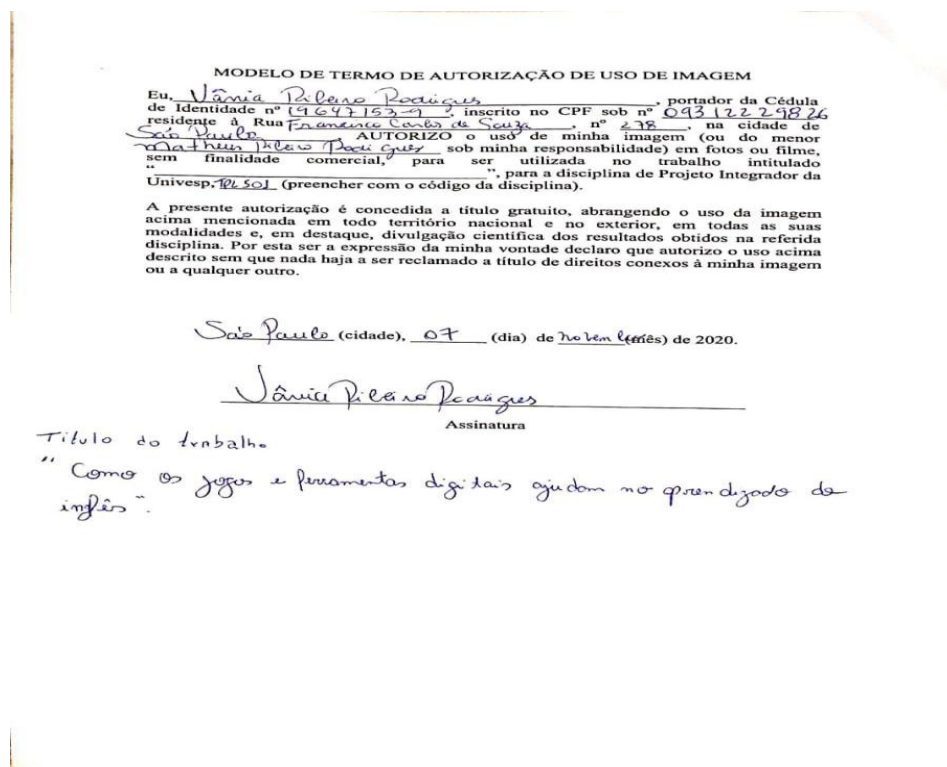 MODELO DE TERMO DE AUTORIZAÇÃO DE USO DE IMAGEM
Eu, Vânia Ribeiro Rodrigues, portador da Cédula
de Identidade nº 19647153-9, inscrito no CPF sob nº 09312229826
residente à Rua Francisco Carlos de Souza, nº 278, na cidade de
São Paulo AUTORIZO o uso de minha imagem (ou do menor
Matheus Ribeiro Rodrigues sob minha responsabilidade) em fotos ou filme,
sem finalidade comercial, para ser utilizada no trabalho intitulado
“______________________________”, para a disciplina de Projeto Integrador da
Univesp, (preencher com o código da disciplina).
A presente autorização é concedida a título gratuito, abrangendo o uso da imagem
acima mencionada em todo território nacional e no exterior, em todas as suas
modalidades e, em destaque, divulgação científica dos resultados obtidos na referida
disciplina. Por esta ser a expressão da minha vontade declaro que autorizo o uso acima
descrito sem que nada haja a ser reclamado a título de direitos conexos à minha imagem
ou a qualquer outro.
São Paulo (cidade), 07 (dia) de novembro (mês) de 2020.
Vânia Ribeiro Rodrigues
Assinatura
Titulo do trabalho
“Como os jogos e ferramentas digitais ajudam no aprendizado de
inglês”.